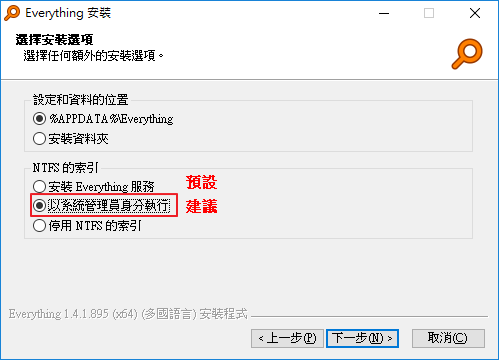 Everything 安裝
選擇安裝選項
選擇任何額外的安裝選項。
設定和資料的位置
%APPDATA%\Everything
安裝資料夾
NTFS 的索引
安裝 Everything 服務 預設
以系統管理員身分執行 建議
停用 NTFS 的索引
Everything 1.4.1.895 (x64) (多國語言) 安裝程式
< 上一步(P) 下一步(N) > 取消(C)